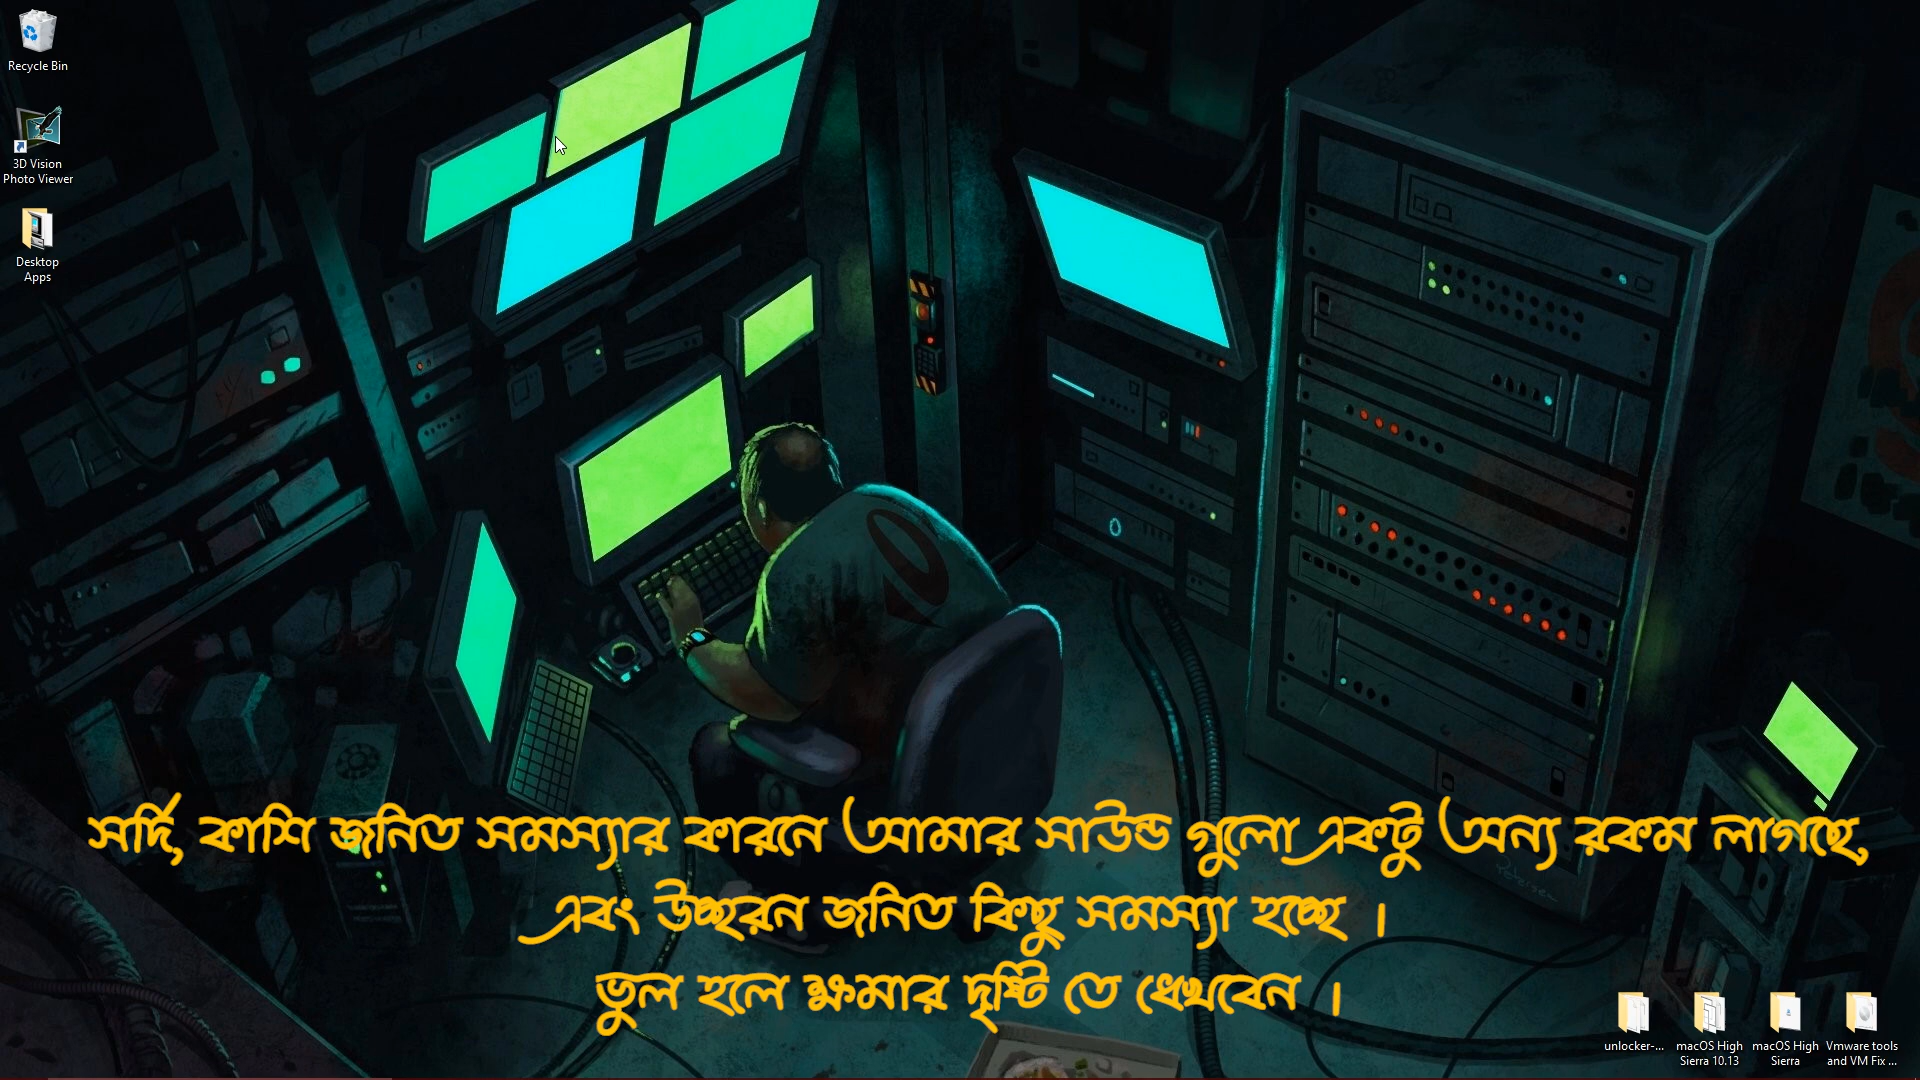 Recycle Bin
3D Vision
Photo Viewer
Desktop
Apps
সর্দি, কাশি জনিত সমস্যার কারনে আমার সাউন্ড গুলো একটু অন্য রকম লাগছে,
এবং উচ্ছরন জনিত কিছু সমস্যা হচ্ছে ।
ভুল হলে ক্ষমার দৃষ্টি তে ধেখবেন ।
unlocker-...
macOS High
Sierra 10.13
macOS High
Sierra
Vmware tools
and VM Fix ...